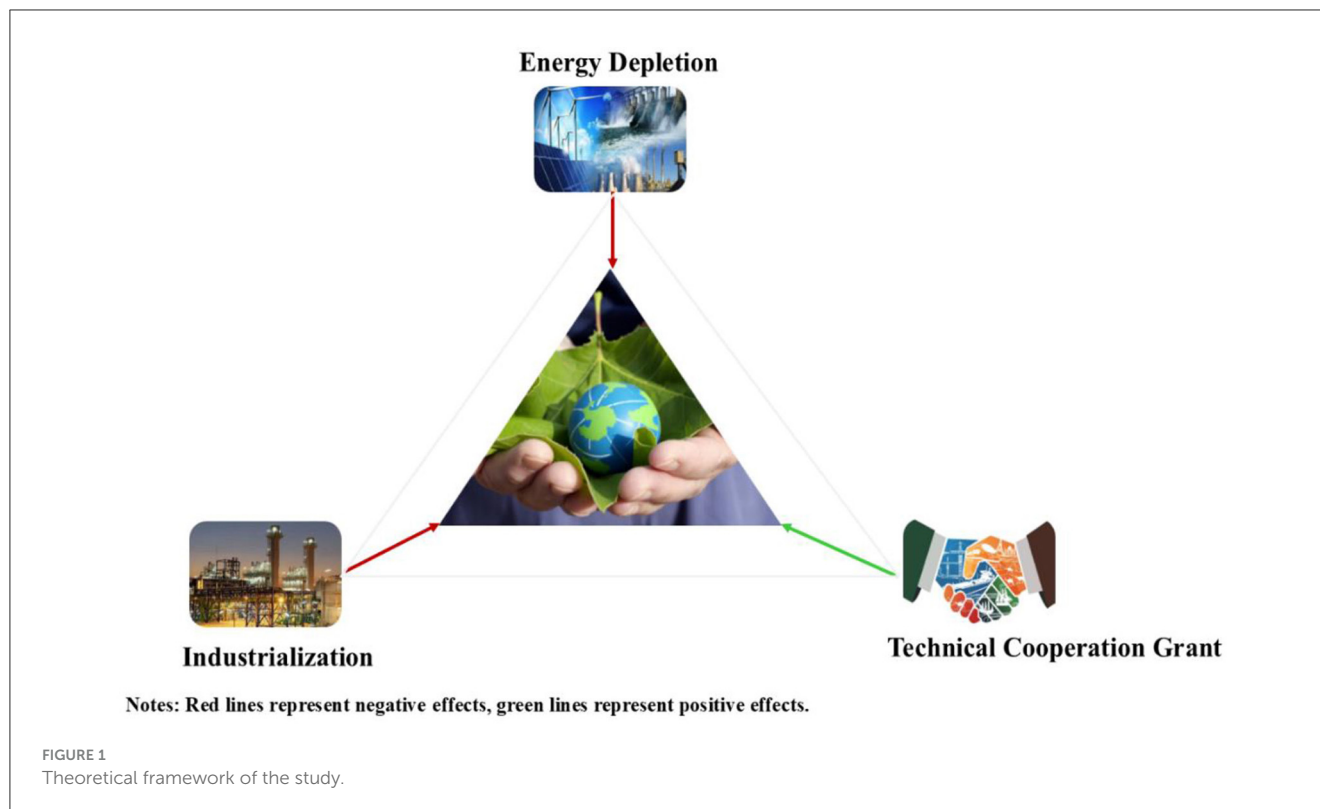 Energy Depletion
Industrialization
Technical Cooperation Grant
Notes: Red lines represent negative effects, green lines represent positive effects.
FIGURE 1
Theoretical framework of the study.